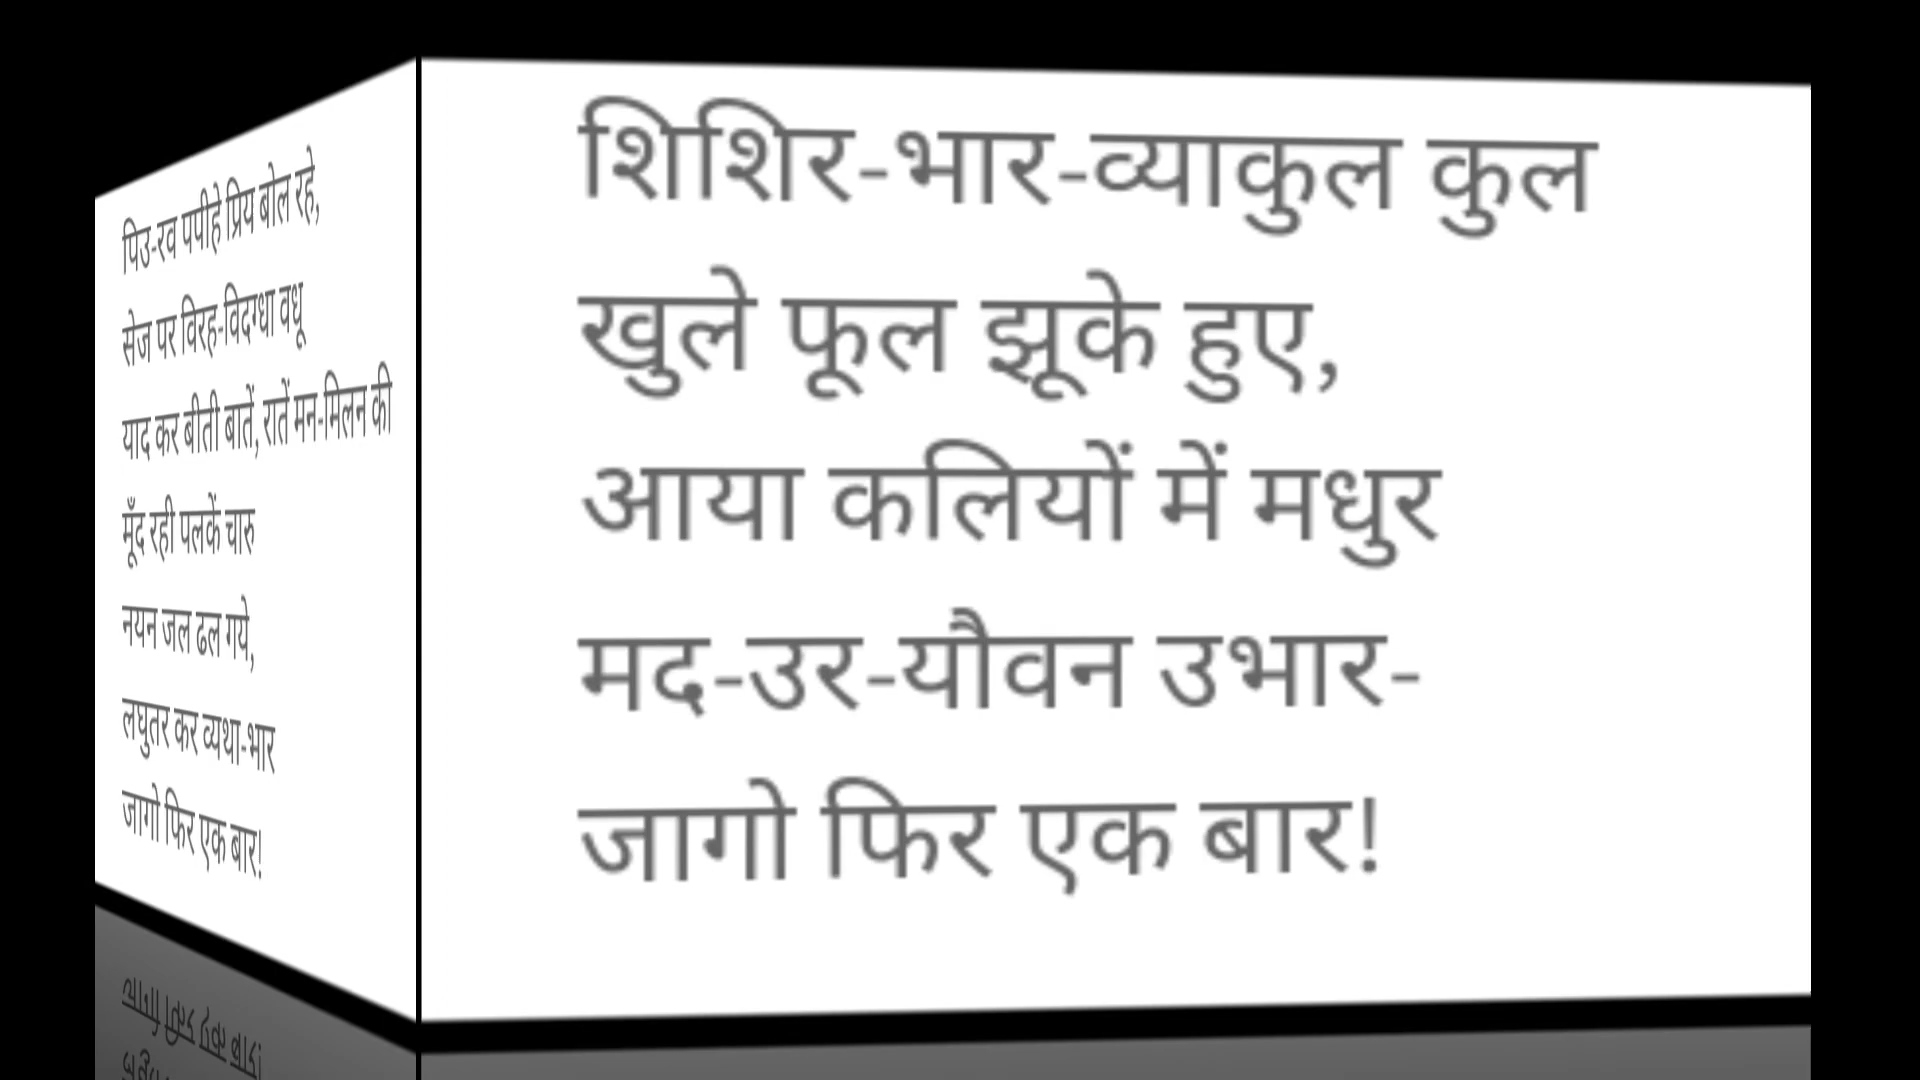 पिउ-रव पपीहे प्रिय बोल रहे,
सेज पर विरह-विदग्धा वधू
याद कर बीती बातें, रातें मन-मिलन की
मूँद रही पलकें चारु
नयन जल ढल गये,
लघुतर कर व्यथा-भार
जागो फिर एक बार!
शिशिर-भार-व्याकुल कुल
खुले फूल झूके हुए,
आया कलियों में मधुर
मद-उर-यौवन उभार-
जागो फिर एक बार!